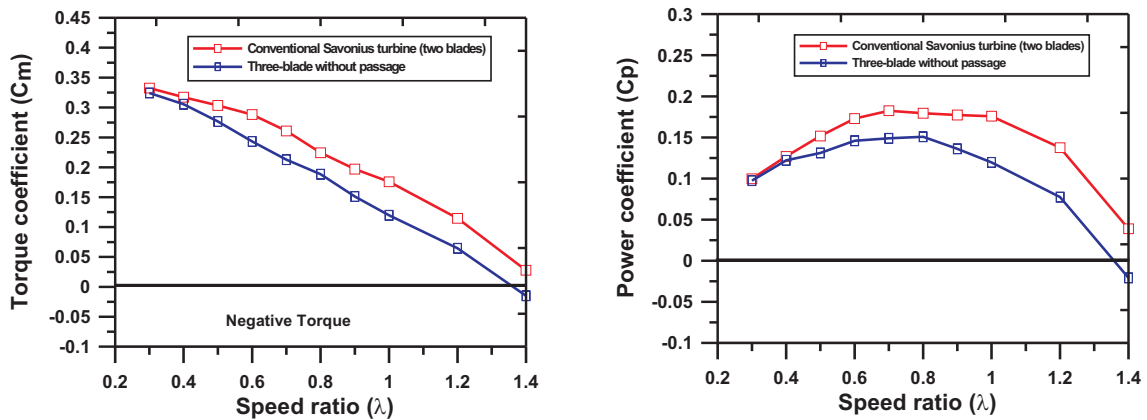 0.45
0.4
0.35
0.3
0.25
0.2
0.15
0.1
0.05
0
-0.05
-0.1
Torque coefficient (Cm)
Conventional Savonius turbine (two blades)
Three-blade without passage
Negative Torque
0.2 0.4 0.6 0.8 1 1.2 1.4
Speed ratio (λ)
0.3
0.25
0.2
0.15
0.1
0.05
0
-0.05
-0.1
Power coefficient (Cp)
Conventional Savonius turbine (two blades)
Three-blade without passage
0.2 0.4 0.6 0.8 1 1.2 1.4
Speed ratio (λ)